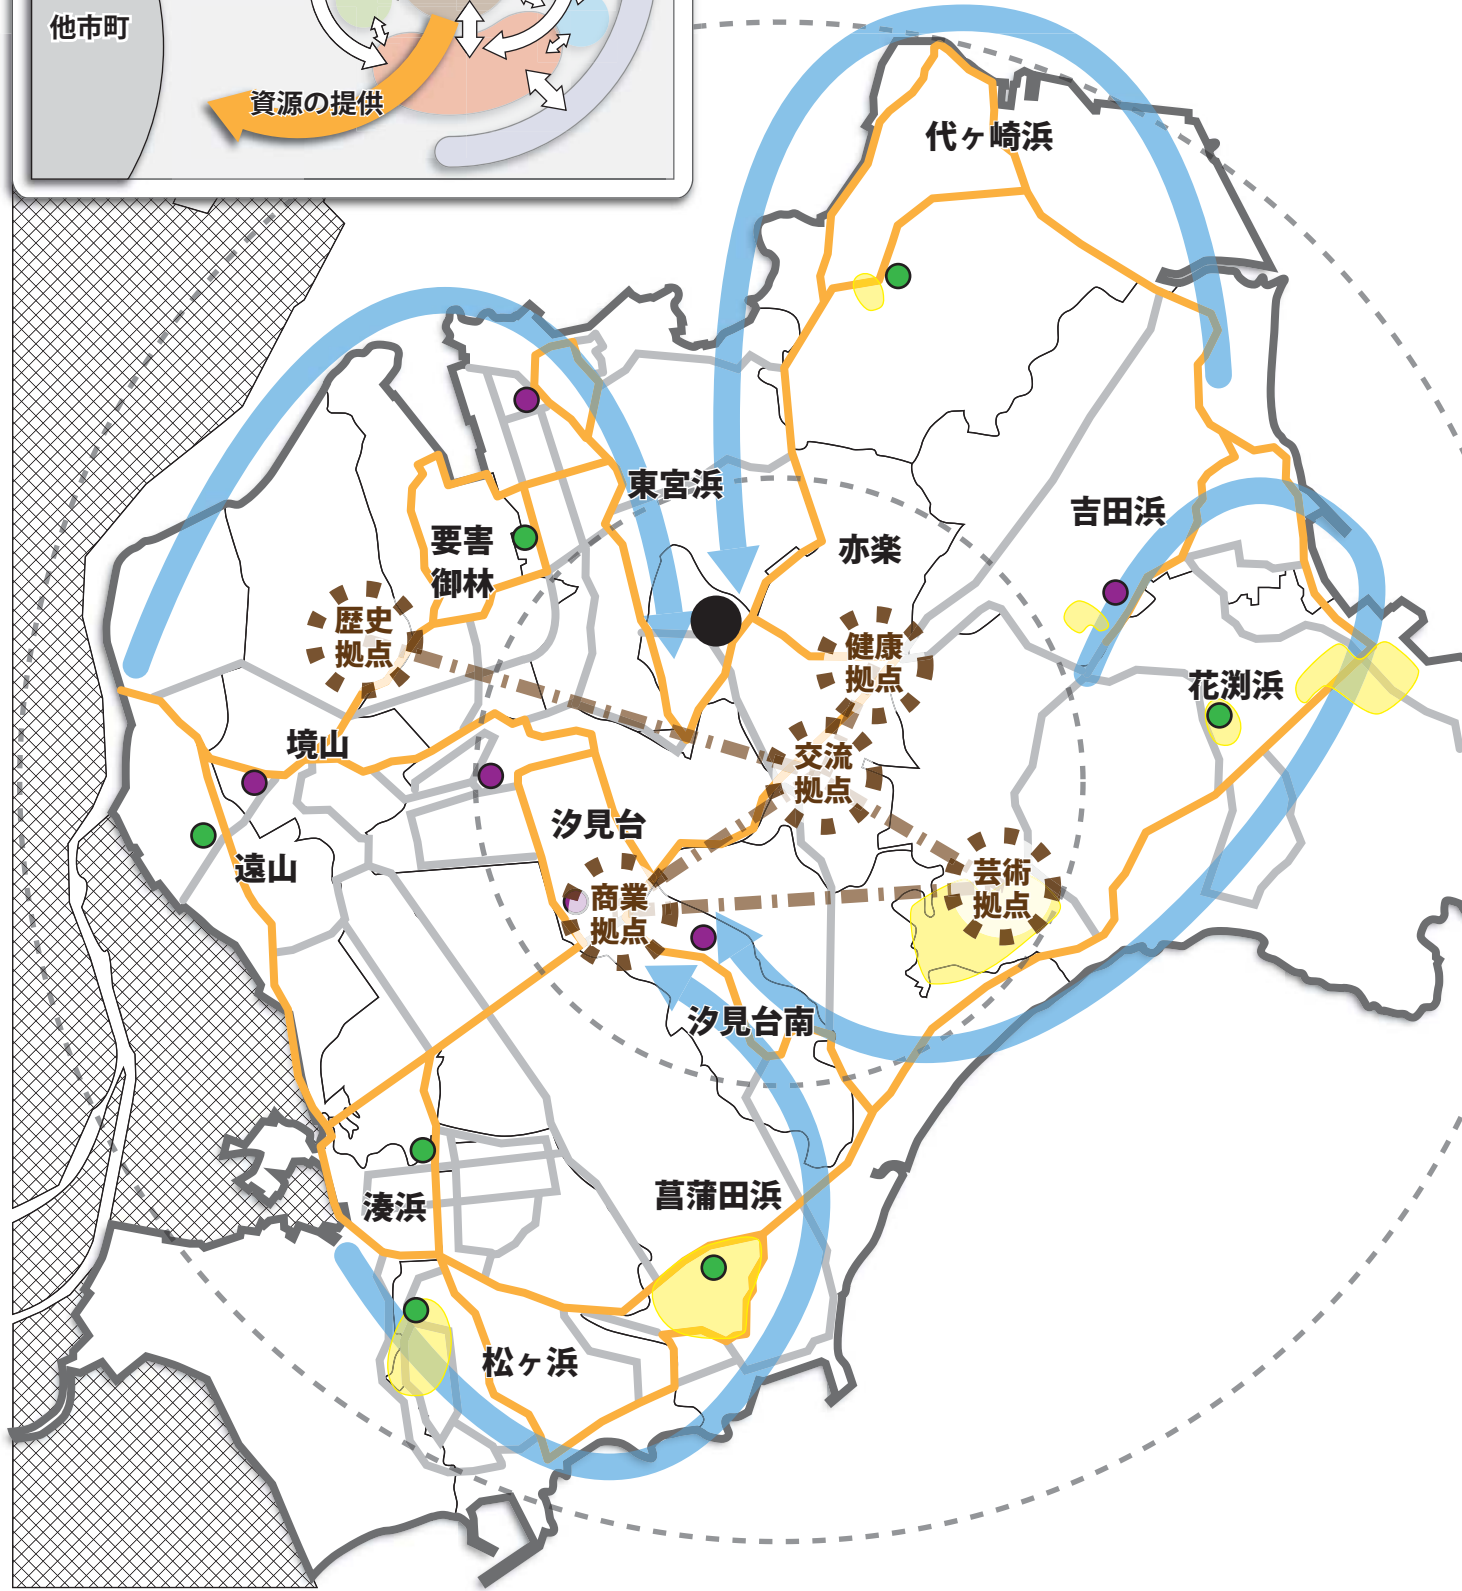 他市町
資源の提供
代ヶ崎浜
東宮浜
吉田浜
要害
御林
亦楽
歴史
拠点
健康
拠点
花渕浜
境山
交流
拠点
汐見台
遠山
芸術
拠点
商業
拠点
汐見台南
菖蒲田浜
湊浜
松ヶ浜